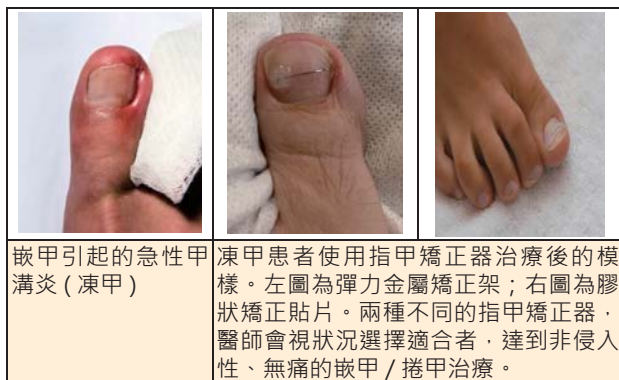 嵌甲引起的急性甲
溝炎 ( 凍甲 )
凍甲患者使用指甲矯正器治療後的模
樣。左圖為彈力金屬矯正架；右圖為膠
狀矯正貼片。兩種不同的指甲矯正器，
醫師會視狀況選擇適合者，達到非侵入
性、無痛的嵌甲 / 捲甲治療。